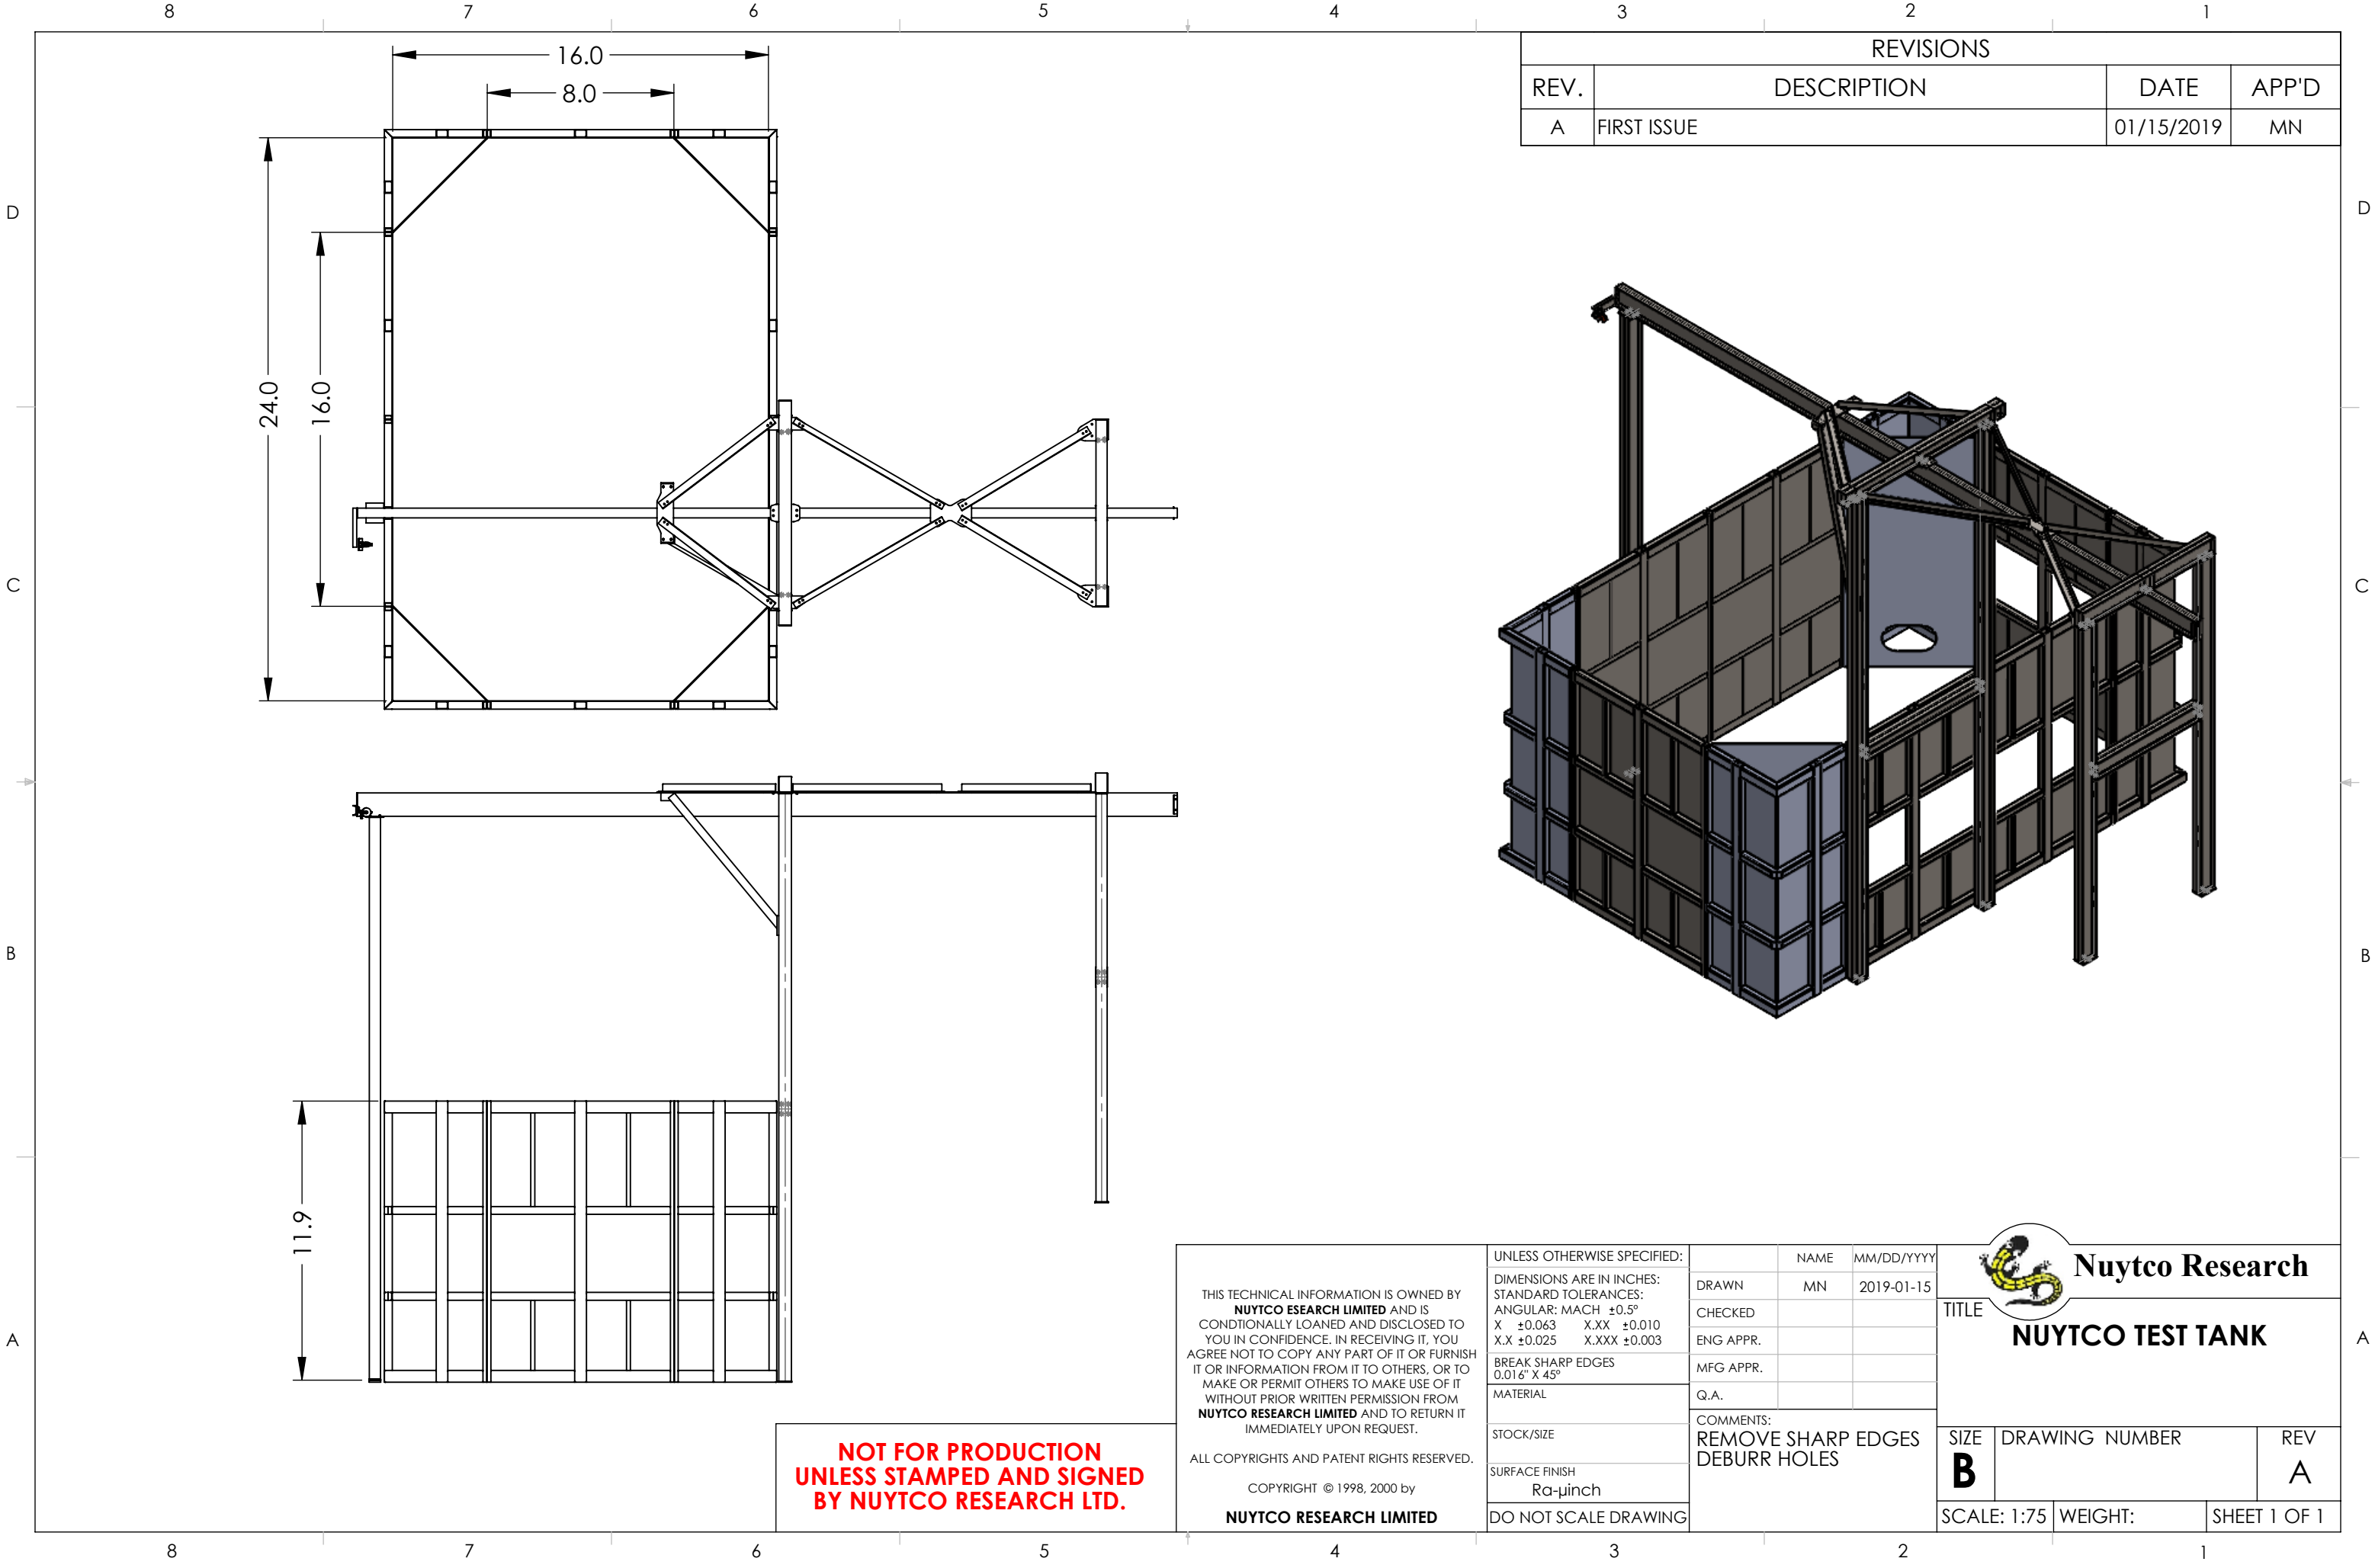 8 7 6 5 4 3 2 1
REVISIONS
REV. DESCRIPTION DATE APP'D
A FIRST ISSUE 01/15/2019 MN
16.0
8.0
24.0
16.0
11.9
D D
C C
B B
A A
THIS TECHNICAL INFORMATION IS OWNED BY
NUYTCO ESEARCH LIMITED AND IS
CONDTIONALLY LOANED AND DISCLOSED TO
YOU IN CONFIDENCE. IN RECEIVING IT, YOU
AGREE NOT TO COPY ANY PART OF IT OR FURNISH
IT OR INFORMATION FROM IT TO OTHERS, OR TO
MAKE OR PERMIT OTHERS TO MAKE USE OF IT
WITHOUT PRIOR WRITTEN PERMISSION FROM
NUYTCO RESEARCH LIMITED AND TO RETURN IT
IMMEDIATELY UPON REQUEST.
ALL COPYRIGHTS AND PATENT RIGHTS RESERVED.
COPYRIGHT © 1998, 2000 by
NUYTCO RESEARCH LIMITED
NOT FOR PRODUCTION
UNLESS STAMPED AND SIGNED
BY NUYTCO RESEARCH LTD.
UNLESS OTHERWISE SPECIFIED:
DIMENSIONS ARE IN INCHES:
STANDARD TOLERANCES:
ANGULAR: MACH ±0.5°
X ±0.063 X.XX ±0.010
X.X ±0.025 X.XXX ±0.003
BREAK SHARP EDGES
0.016" X 45°
MATERIAL
STOCK/SIZE
SURFACE FINISH
Ra-µinch
DO NOT SCALE DRAWING
NAME MM/DD/YYYY
DRAWN MN 2019-01-15
CHECKED
ENG APPR.
MFG APPR.
Q.A.
COMMENTS:
REMOVE SHARP EDGES
DEBURR HOLES
Nuytco Research
TITLE
NUYTCO TEST TANK
SIZE DRAWING NUMBER REV
B A
SCALE: 1:75 WEIGHT: SHEET 1 OF 1
8 7 6 5 4 3 2 1